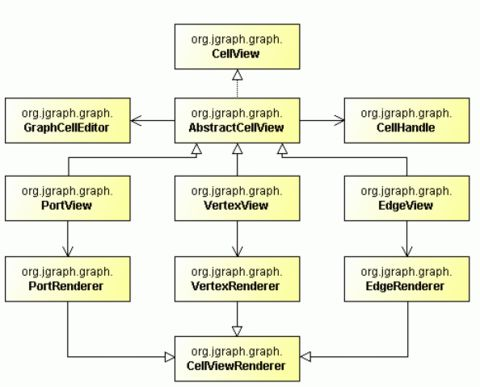 org.jgraph.graph.
CellView
org.jgraph.graph.
GraphCellEditor
org.jgraph.graph.
AbstractCellView
org.jgraph.graph.
CellHandle
org.jgraph.graph.
PortView
org.jgraph.graph.
VertexView
org.jgraph.graph.
EdgeView
org.jgraph.graph.
PortRenderer
org.jgraph.graph.
VertexRenderer
org.jgraph.graph.
EdgeRenderer
org.jgraph.graph.
CellViewRenderer